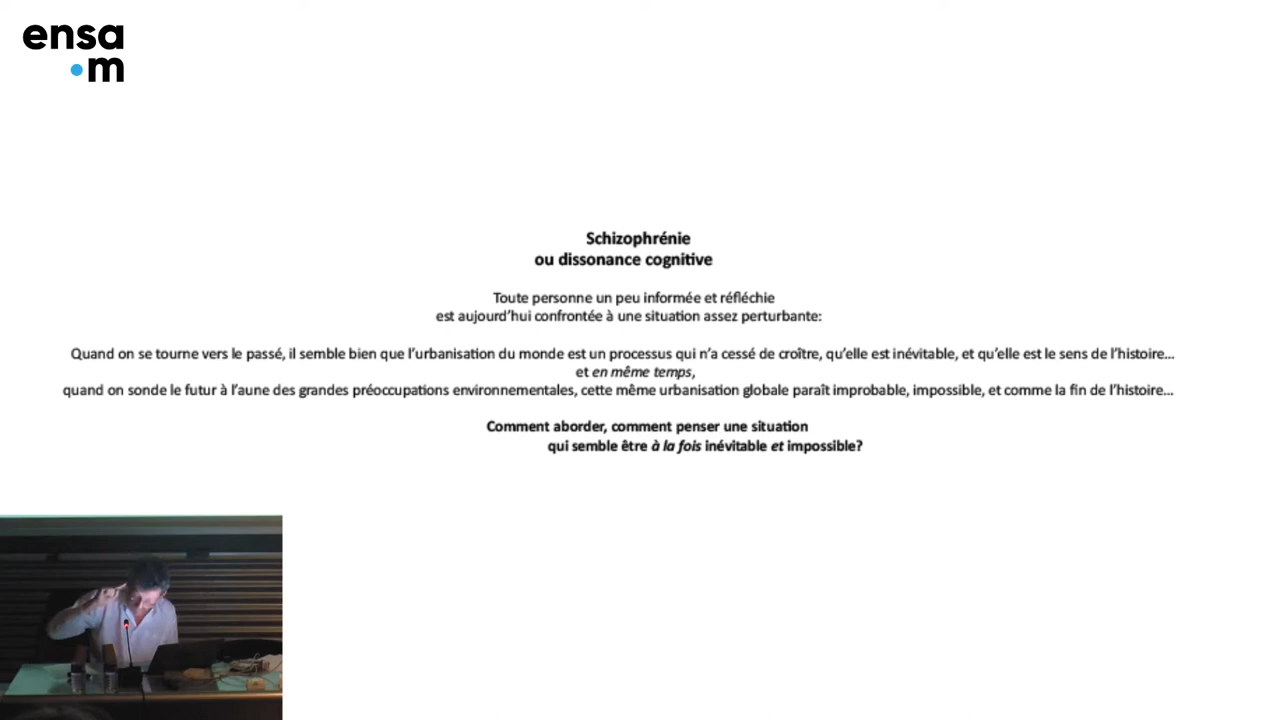 ensa
•m
Schizophrénie
ou dissonance cognitive
Toute personne un peu informée et réfléchie
est aujourd'hui confrontée à une situation assez perturbante:
Quand on se tourne vers le passé, il semble bien que l'urbanisation du monde est un processus qui n'a cessé de croître, qu'elle est inévitable, et qu'elle est le sens de l'histoire...
et en même temps,
quand on sonde le futur à l'aune des grandes préoccupations environnementales, cette même urbanisation globale paraît improbable, impossible, et comme la fin de l'histoire...
Comment aborder, comment penser une situation
qui semble être à la fois inévitable et impossible?